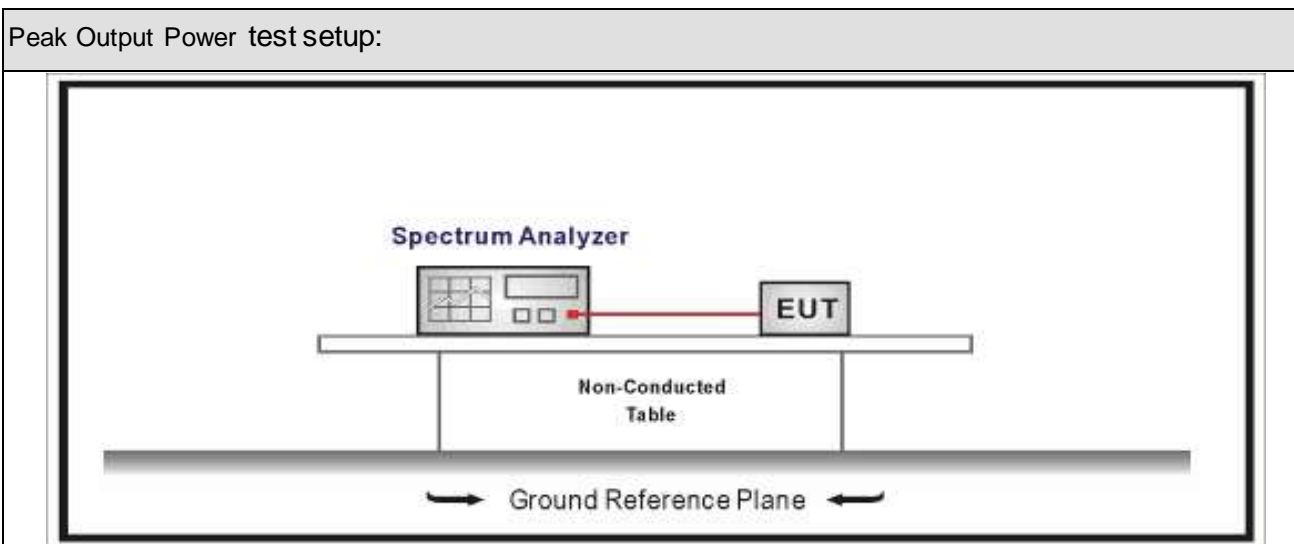 Peak Output Power test setup:
Spectrum Analyzer
EUT
Non-Conducted
Table
Ground Reference Plane